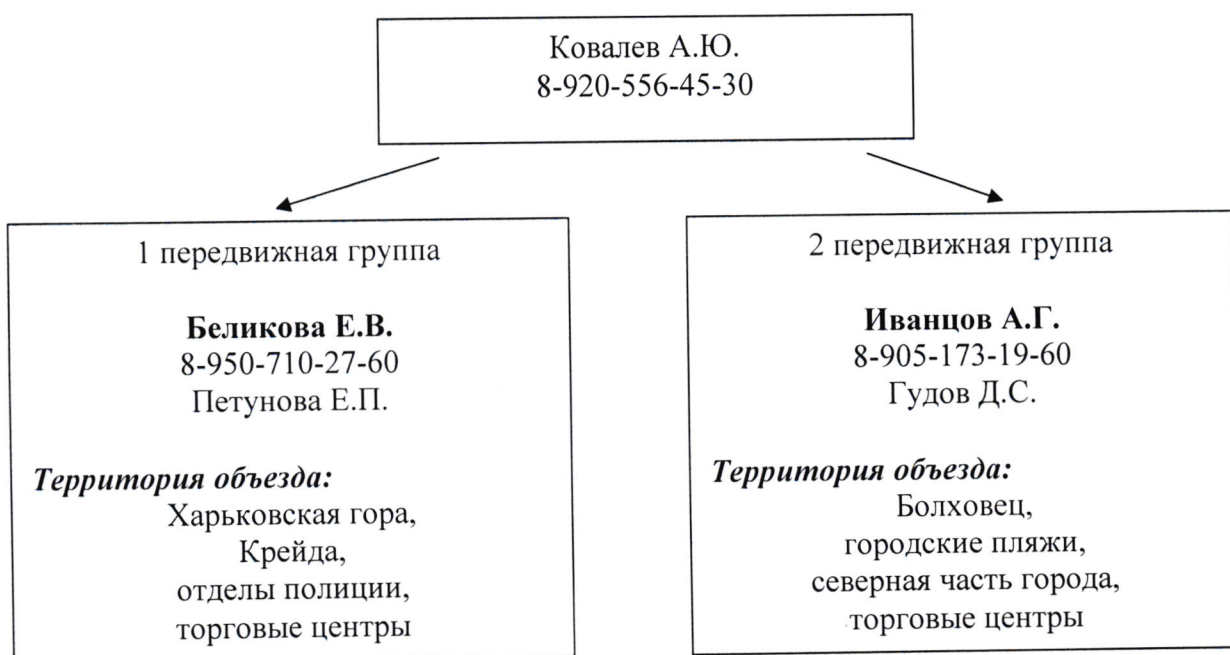 Ковалев А.Ю.
8-920-556-45-30
1 передвижная группа
Беликова Е.В.
8-950-710-27-60
Петунова Е.П.
Территория объезда:
Харьковская гора,
Крейда,
отделы полиции,
торговые центры
2 передвижная группа
Иванцов А.Г.
8-905-173-19-60
Гудов Д.С.
Территория объезда:
Болховец,
городские пляжи,
северная часть города,
торговые центры